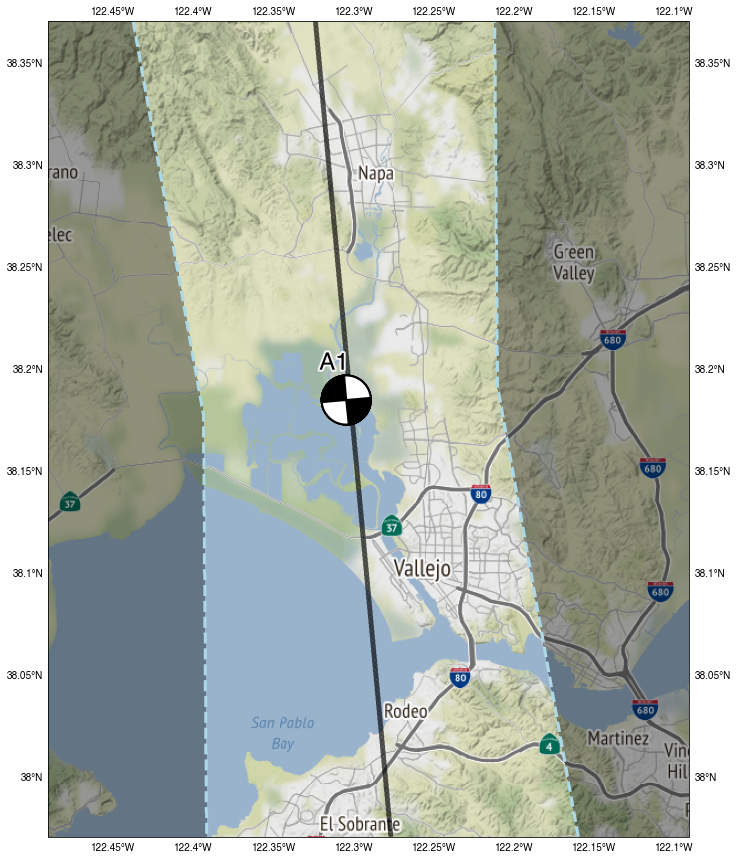 122.45°W 122.4°W 122.35°W 122.3°W 122.25°W 122.2°W 122.15°W 122.1°W
38.35°N 38.35°N
38.3°N 38.3°N
rano
Napa
elec
Green
Valley
38.25°N 38.25°N
680
38.2°N 38.2°N
A1
38.15°N 38.15°N
680
80
37
37
38.1°N 38.1°N
Vallejo
680
38.05°N 38.05°N
80
680
Rodeo
San Pablo
Bay
4
Martinez
Vin
Hil
38°N 38°N
El Sobrante
122.45°W 122.4°W 122.35°W 122.3°W 122.25°W 122.2°W 122.15°W 122.1°W